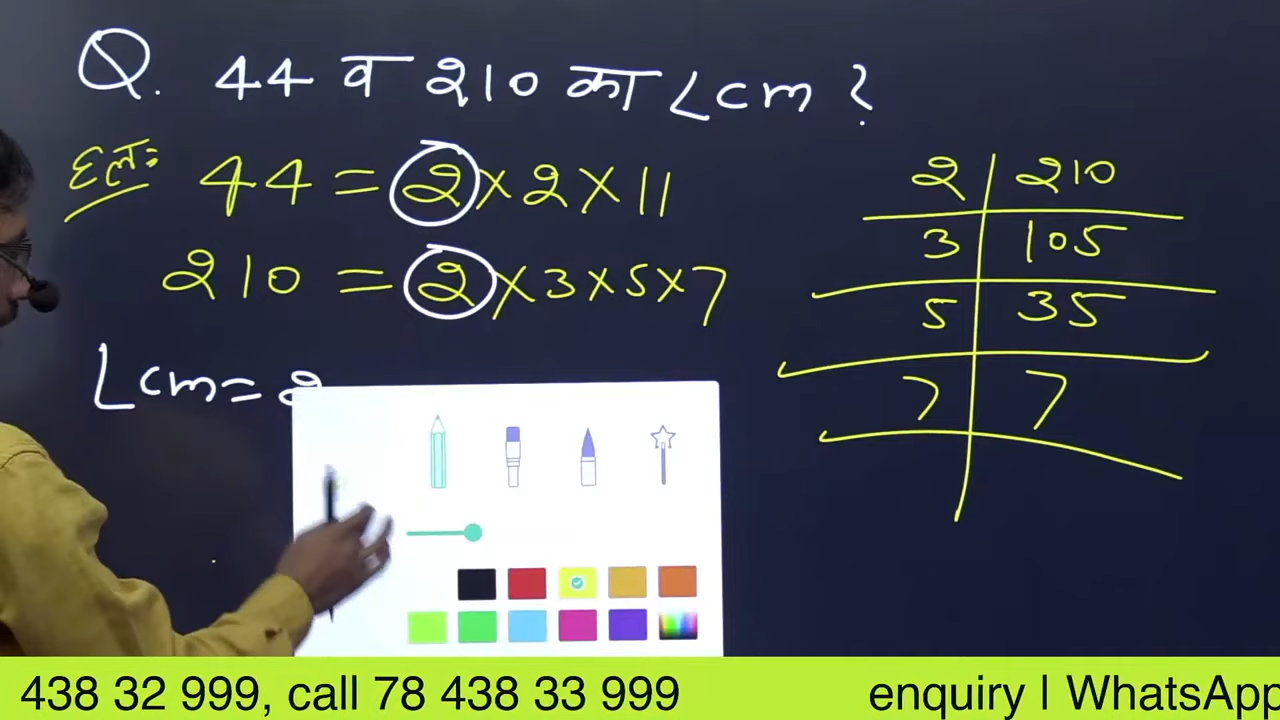 Q. 44 व 210 का Lcm ?
हलः 44 = 2×2×11
210 = 2×3×5×7
Lcm = 2
2 210
3 105
5 35
7 7
438 32 999, call 78 438 33 999 enquiry | WhatsApp